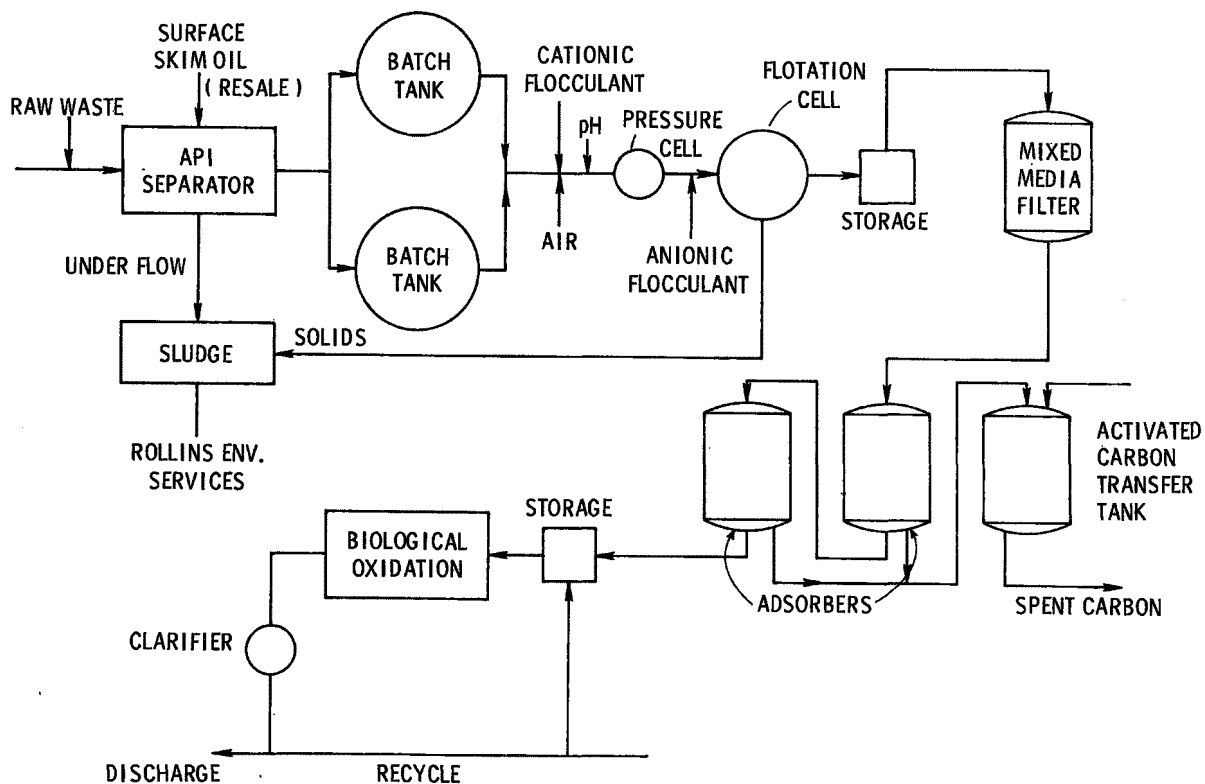 SURFACE
SKIM OIL
( RESALE )
RAW WASTE
API
SEPARATOR
UNDER FLOW
SLUDGE
SOLIDS
ROLLINS ENV.
SERVICES
BATCH
TANK
BATCH
TANK
CATIONIC
FLOCCULANT
pH
AIR
PRESSURE
CELL
ANIONIC
FLOCCULANT
FLOTATION
CELL
STORAGE
MIXED
MEDIA
FILTER
ACTIVATED
CARBON
TRANSFER
TANK
SPENT CARBON
ADSORBERS
STORAGE
BIOLOGICAL
OXIDATION
CLARIFIER
DISCHARGE
RECYCLE